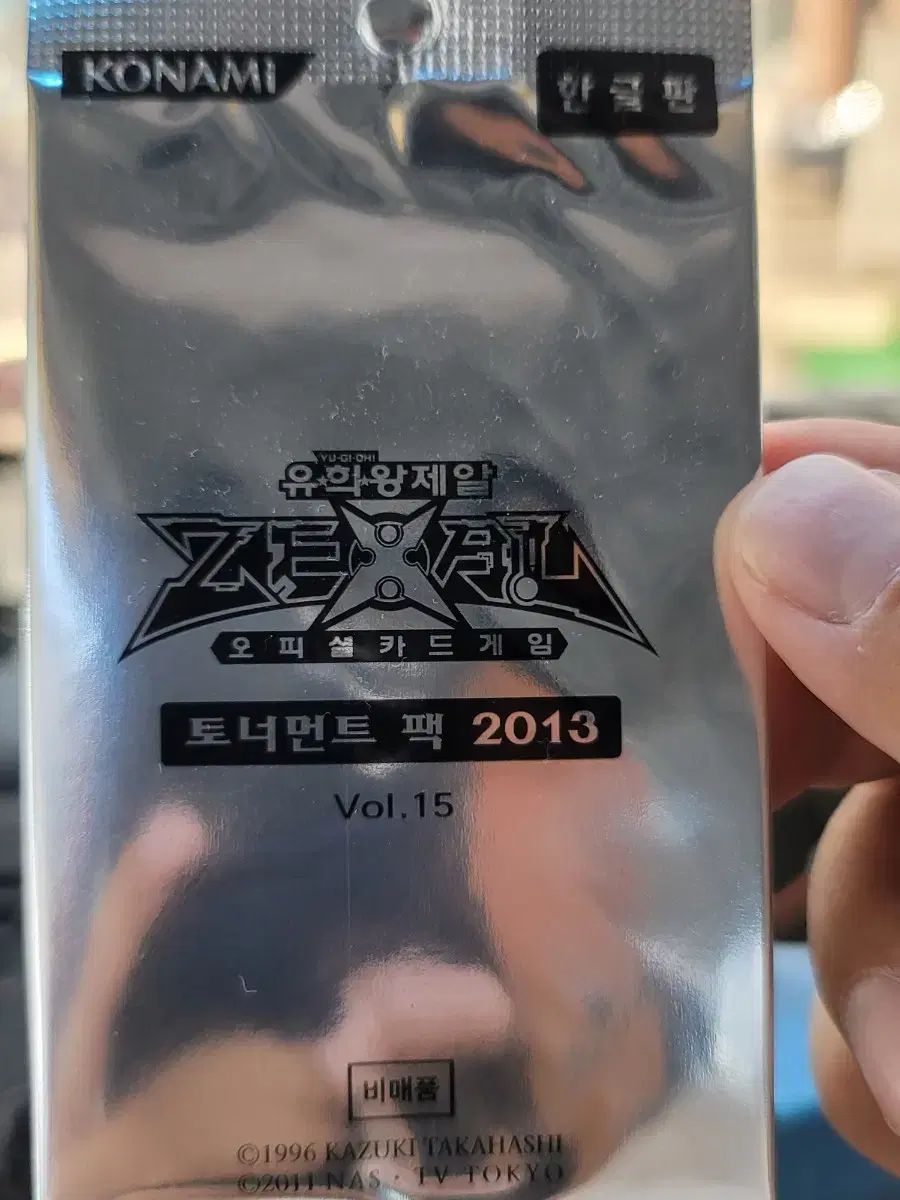 KONAMI
한글판
YU-GI-OH!
유희왕제알
ZEXAL
오피셜카드게임
토너먼트 팩 2013
Vol.15
비매품
©1996 KAZUKI TAKAHASHI
©2011 NAS・TV TOKYO